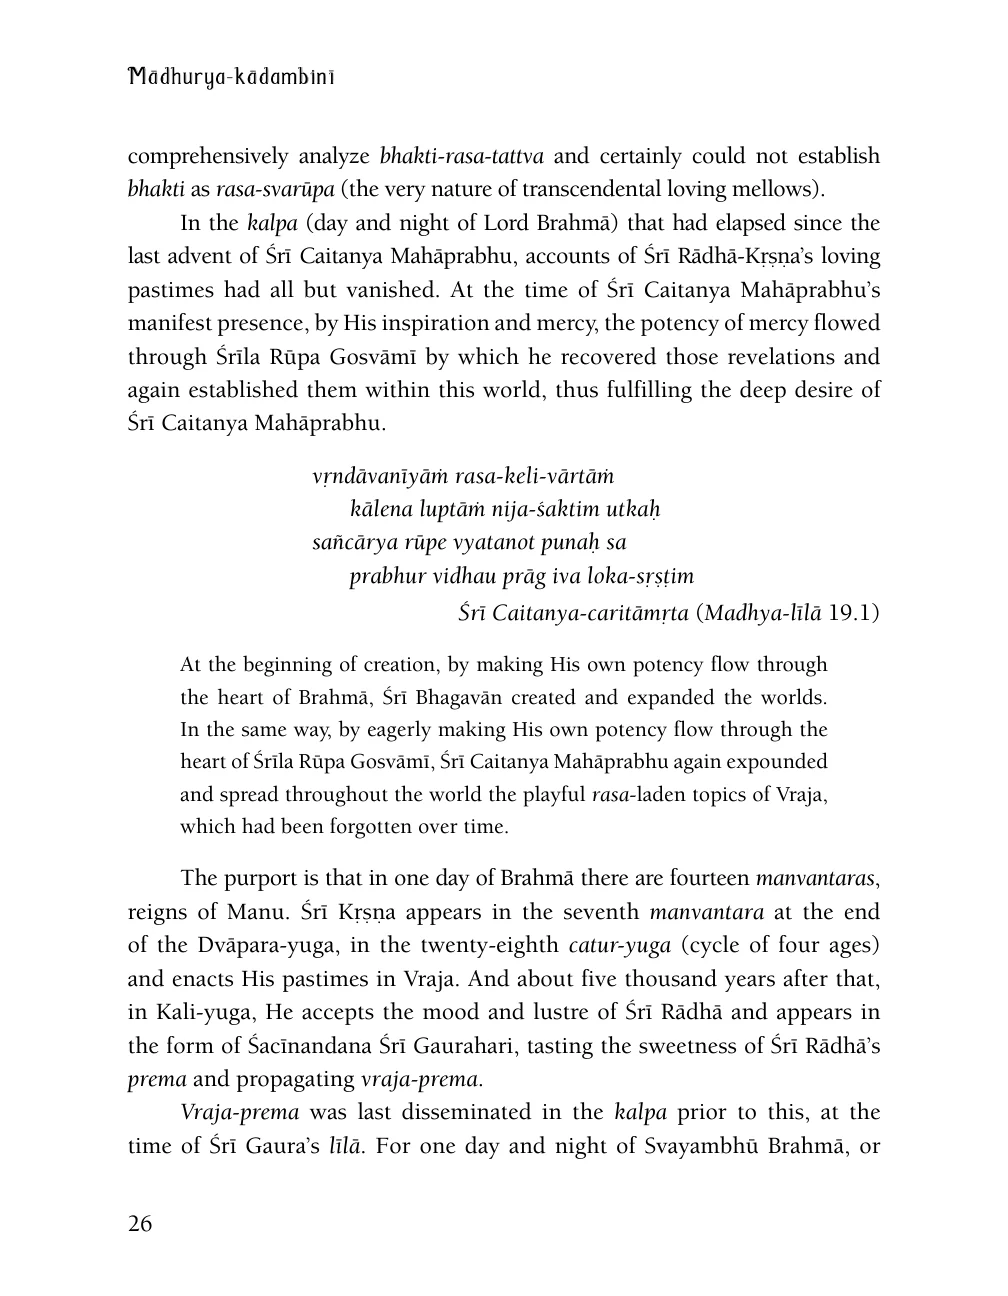 Mādhurya-kādambinī
comprehensively analyze bhakti-rasa-tattva and certainly could not establish
bhakti as rasa-svarūpa (the very nature of transcendental loving mellows).
In the kalpa (day and night of Lord Brahmā) that had elapsed since the
last advent of Śrī Caitanya Mahāprabhu, accounts of Śrī Rādhā-Kṛṣṇa’s loving
pastimes had all but vanished. At the time of Śrī Caitanya Mahāprabhu’s
manifest presence, by His inspiration and mercy, the potency of mercy flowed
through Śrīla Rūpa Gosvāmī by which he recovered those revelations and
again established them within this world, thus fulfilling the deep desire of
Śrī Caitanya Mahāprabhu.
vṛndāvanīyāṁ rasa-keli-vārtāṁ
kālena luptāṁ nija-śaktim utkaḥ
sañcārya rūpe vyatanot punaḥ sa
prabhur vidhau prāg iva loka-sṛṣṭim
Śrī Caitanya-caritāmṛta (Madhya-līlā 19.1)
At the beginning of creation, by making His own potency flow through
the heart of Brahmā, Śrī Bhagavān created and expanded the worlds.
In the same way, by eagerly making His own potency flow through the
heart of Śrīla Rūpa Gosvāmī, Śrī Caitanya Mahāprabhu again expounded
and spread throughout the world the playful rasa-laden topics of Vraja,
which had been forgotten over time.
The purport is that in one day of Brahmā there are fourteen manvantaras,
reigns of Manu. Śrī Kṛṣṇa appears in the seventh manvantara at the end
of the Dvāpara-yuga, in the twenty-eighth catur-yuga (cycle of four ages)
and enacts His pastimes in Vraja. And about five thousand years after that,
in Kali-yuga, He accepts the mood and lustre of Śrī Rādhā and appears in
the form of Śacīnandana Śrī Gaurahari, tasting the sweetness of Śrī Rādhā’s
prema and propagating vraja-prema.
Vraja-prema was last disseminated in the kalpa prior to this, at the
time of Śrī Gaura’s līlā. For one day and night of Svayambhū Brahmā, or
26